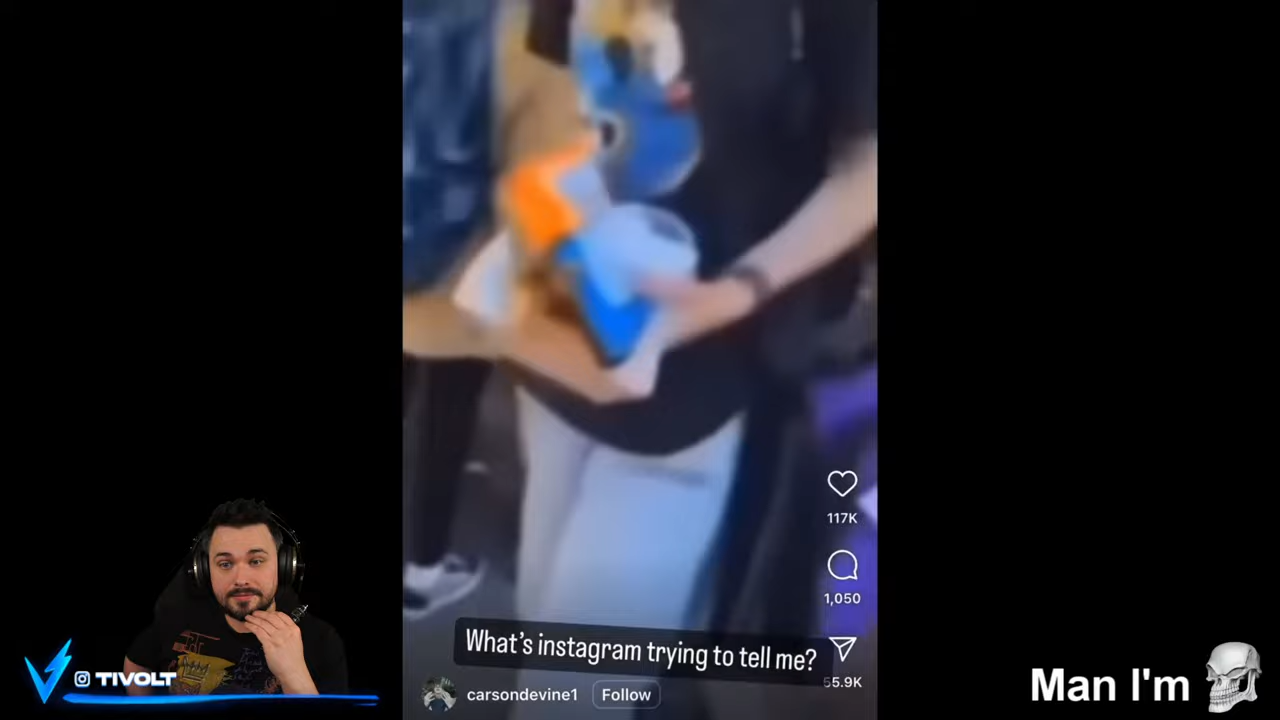 117K
1,050
What's instagram trying to tell me?
55.9K
carsondevine1 Follow
TIVOLT
Man I'm